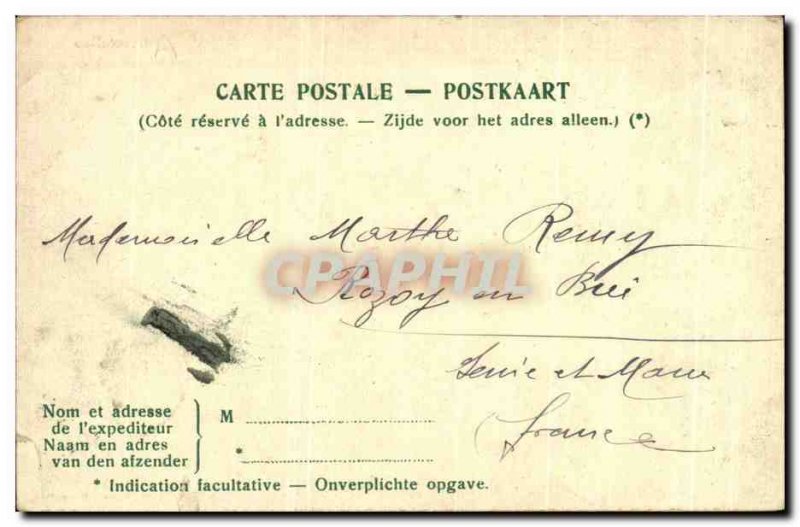 CARTE POSTALE — POSTKAART
(Côté réservé à l'adresse. — Zijde voor het adres alleen.) (*)
Mademoiselle Marthe Remy
CPAPHIL
Rozoy en Brie
Seine et Marne
(France)
Nom et adresse
de l'expediteur
Naam en adres
van den afzender
M
*
* Indication facultative — Onverplichte opgave.